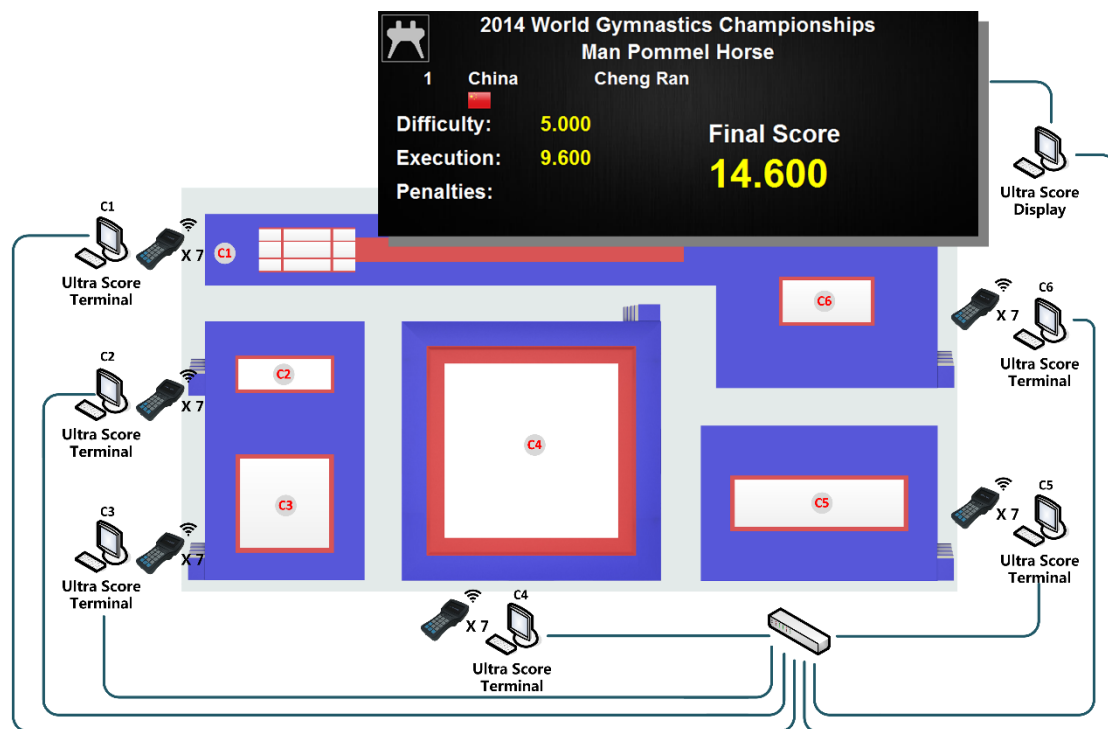 2014 World Gymnastics Championships
Man Pommel Horse
1 China Cheng Ran
Difficulty: 5.000
Execution: 9.600
Penalties:
Final Score
14.600
Ultra Score
Display
C1
X 7
Ultra Score
Terminal
C1
C6
C6
X 7
Ultra Score
Terminal
C2
X 7
Ultra Score
Terminal
C2
C4
C3
C5
C3
X 7
Ultra Score
Terminal
C5
X 7
Ultra Score
Terminal
C4
X 7
Ultra Score
Terminal